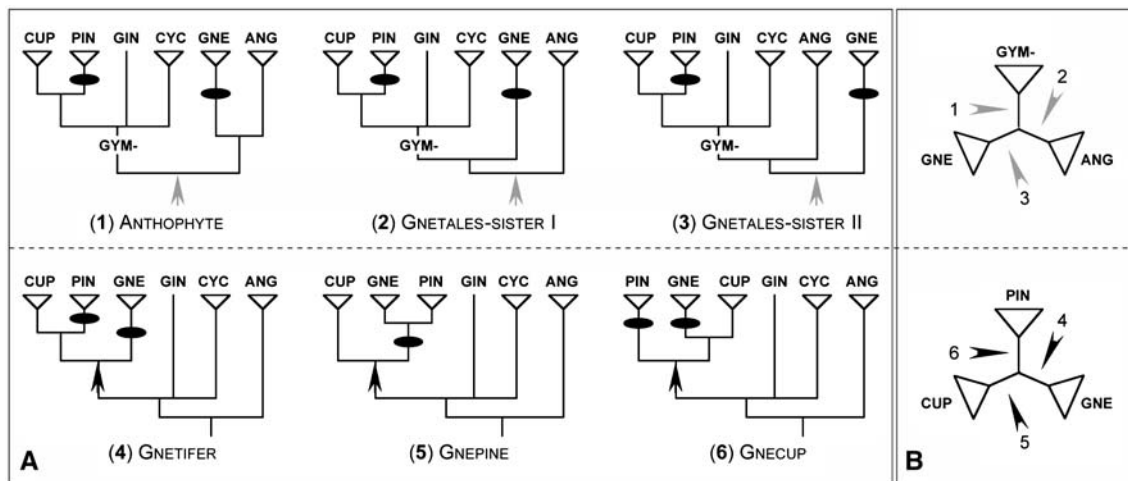 CUP PIN GIN CYC GNE ANG
GYM-
(1) ANTHOPHYTE
CUP PIN GIN CYC GNE ANG
GYM-
(2) GNETALES-SISTER I
CUP PIN GIN CYC ANG GNE
GYM-
(3) GNETALES-SISTER II
CUP PIN GNE GIN CYC ANG
(4) GNETIFER
CUP GNE PIN GIN CYC ANG
(5) GNEPINE
PIN GNE CUP GIN CYC ANG
(6) GNECUP
A
GYM-
2
1
GNE
ANG
3
PIN
4
6
CUP
GNE
5
B